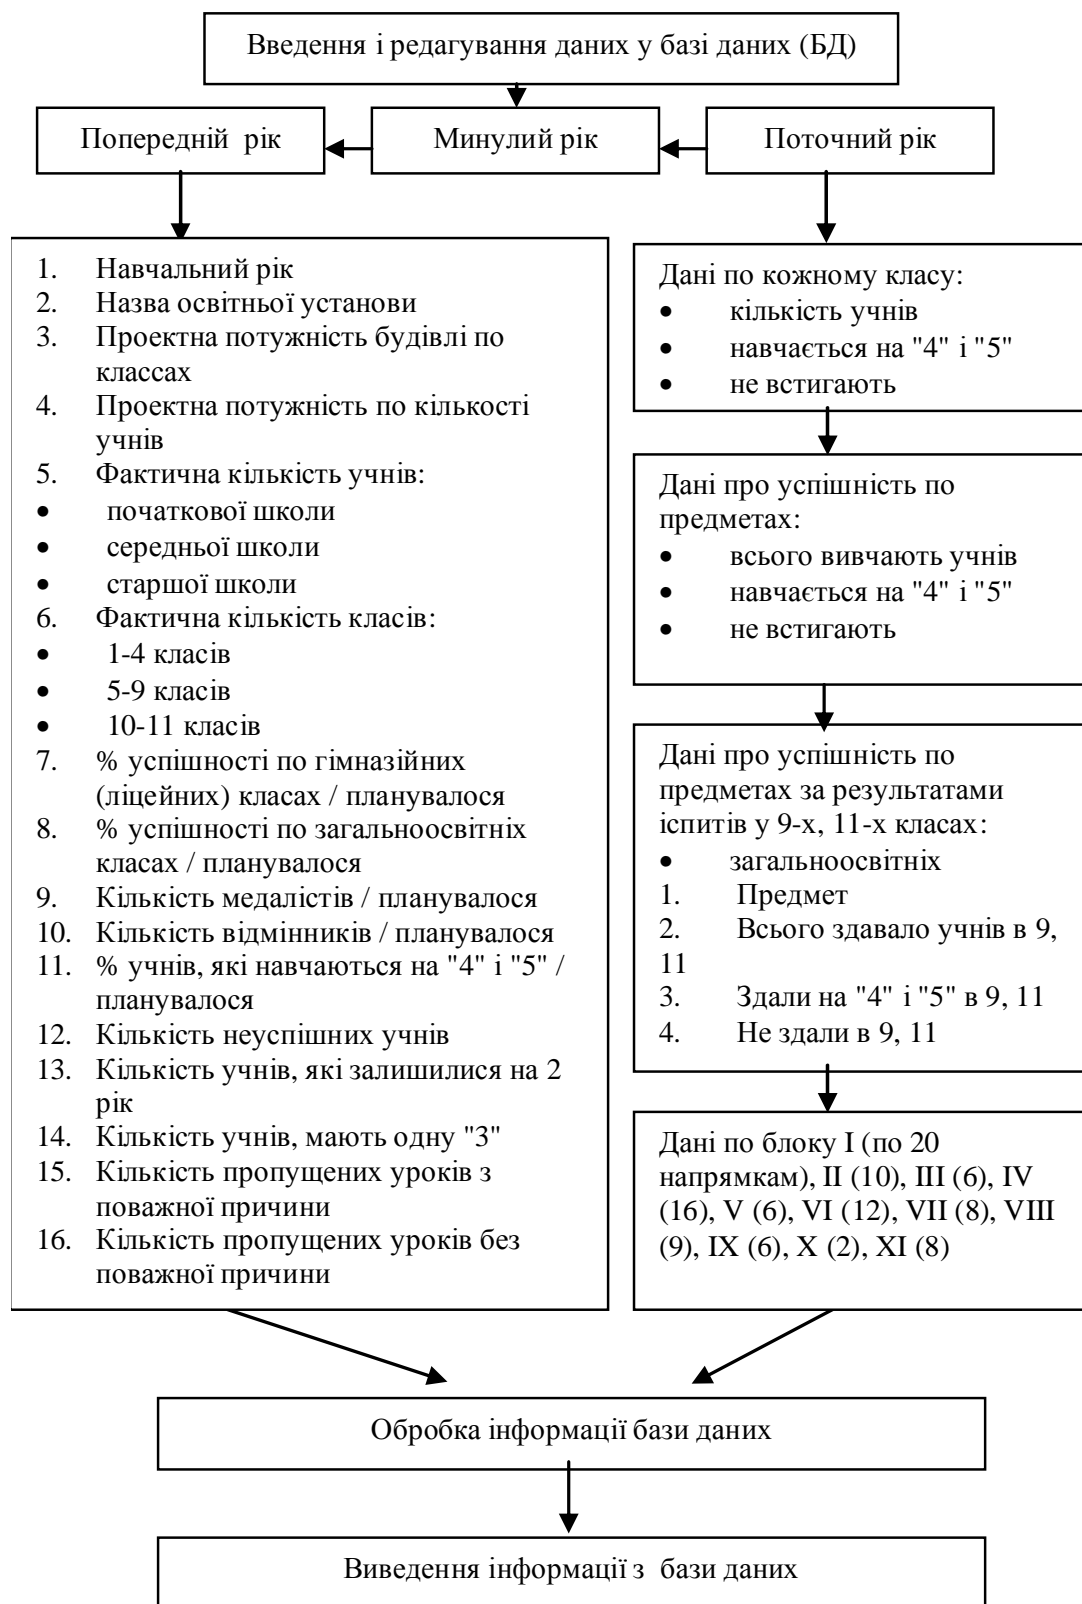 Введення і редагування даних у базі даних (БД)
Попередній рік
Минулий рік
Поточний рік
1. Навчальний рік
2. Назва освітньої установи
3. Проектна потужність будівлі по
классах
4. Проектна потужність по кількості
учнів
5. Фактична кількість учнів:
• початкової школи
• середньої школи
• старшої школи
6. Фактична кількість класів:
• 1-4 класів
• 5-9 класів
• 10-11 класів
7. % успішності по гімназійних
(ліцейних) класах / планувалося
8. % успішності по загальноосвітніх
класах / планувалося
9. Кількість медалістів / планувалося
10. Кількість відмінників / планувалося
11. % учнів, які навчаються на "4" і "5" /
планувалося
12. Кількість неуспішних учнів
13. Кількість учнів, які залишилися на 2
рік
14. Кількість учнів, мають одну "3"
15. Кількість пропущених уроків з
поважної причини
16. Кількість пропущених уроків без
поважної причини
Дані по кожному класу:
• кількість учнів
• навчається на "4" і "5"
• не встигають
Дані про успішність по
предметах:
• всього вивчають учнів
• навчається на "4" і "5"
• не встигають
Дані про успішність по
предметах за результатами
іспитів у 9-х, 11-х класах:
• загальноосвітніх
1. Предмет
2. Всього здавало учнів в 9,
11
3. Здали на "4" і "5" в 9, 11
4. Не здали в 9, 11
Дані по блоку I (по 20
напрямкам), II (10), III (6), IV
(16), V (6), VI (12), VII (8), VIII
(9), IX (6), X (2), XI (8)
Обробка інформації бази даних
Виведення інформації з бази даних